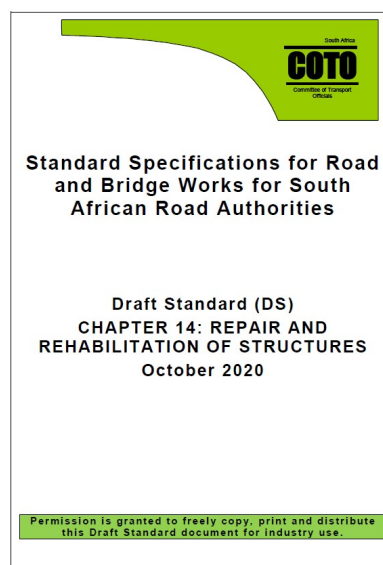 South Africa
COTO
Committee of Transport
Officials
Standard Specifications for Road
and Bridge Works for South
African Road Authorities
Draft Standard (DS)
CHAPTER 14: REPAIR AND
REHABILITATION OF STRUCTURES
October 2020
Permission is granted to freely copy, print and distribute
this Draft Standard document for industry use.